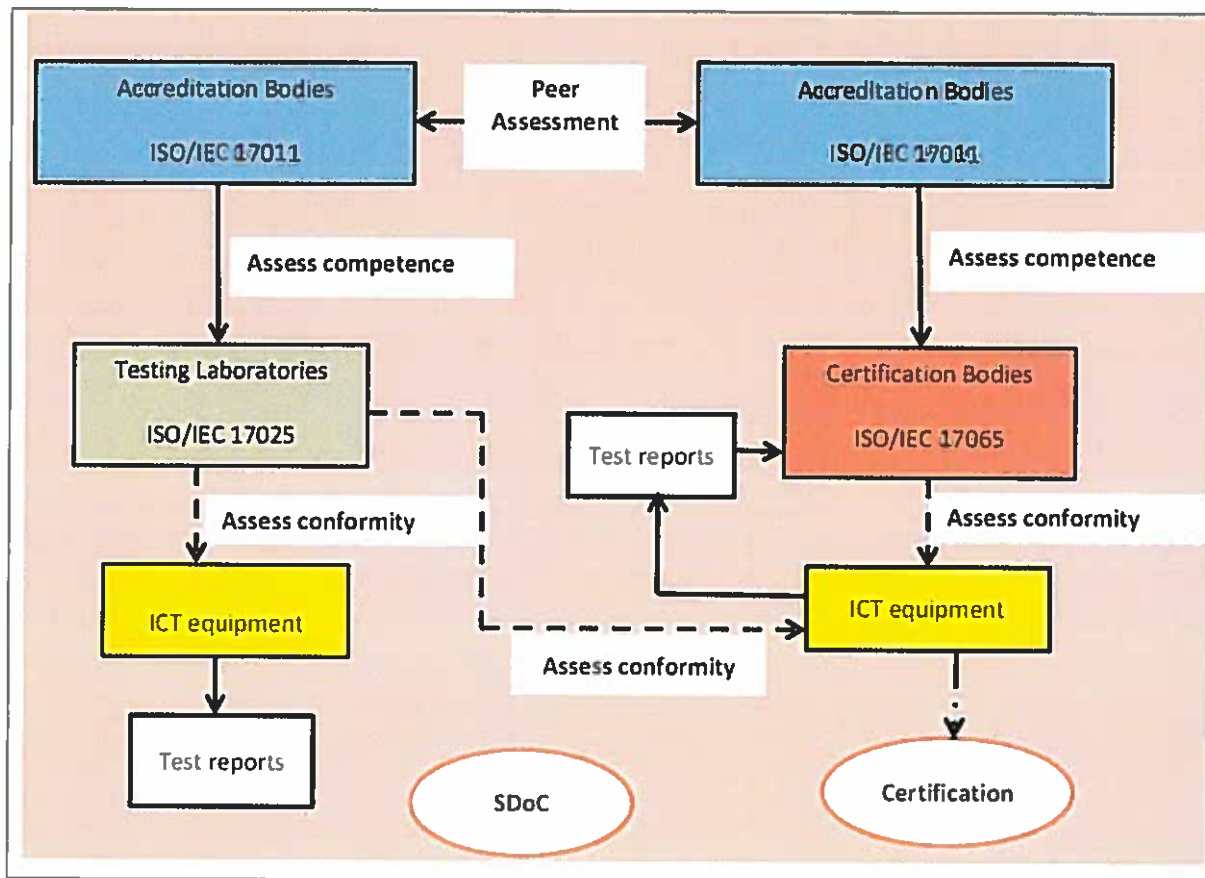 Accreditation Bodies
ISO/IEC 17011
Peer
Assessment
Accreditation Bodies
ISO/IEC 17011
Assess competence
Assess competence
Testing Laboratories
ISO/IEC 17025
Certification Bodies
ISO/IEC 17065
Test reports
Assess conformity
Assess conformity
ICT equipment
ICT equipment
Assess conformity
Test reports
SDoC
Certification